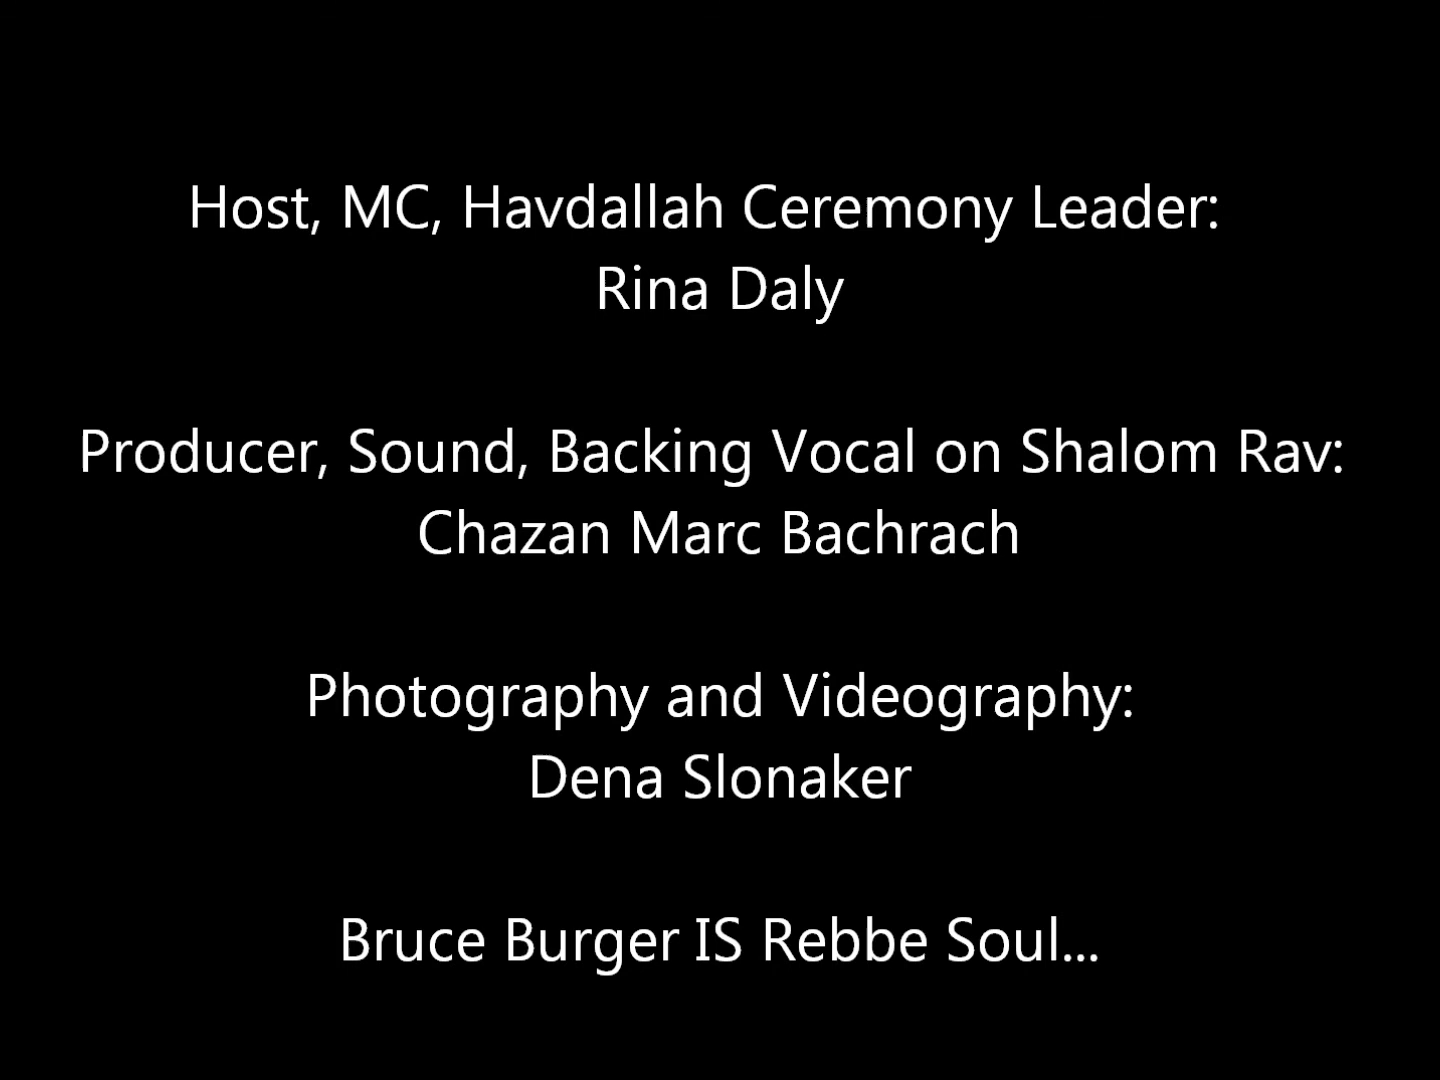 Host, MC, Havdallah Ceremony Leader:
Rina Daly
Producer, Sound, Backing Vocal on Shalom Rav:
Chazan Marc Bachrach
Photography and Videography:
Dena Slonaker
Bruce Burger IS Rebbe Soul...